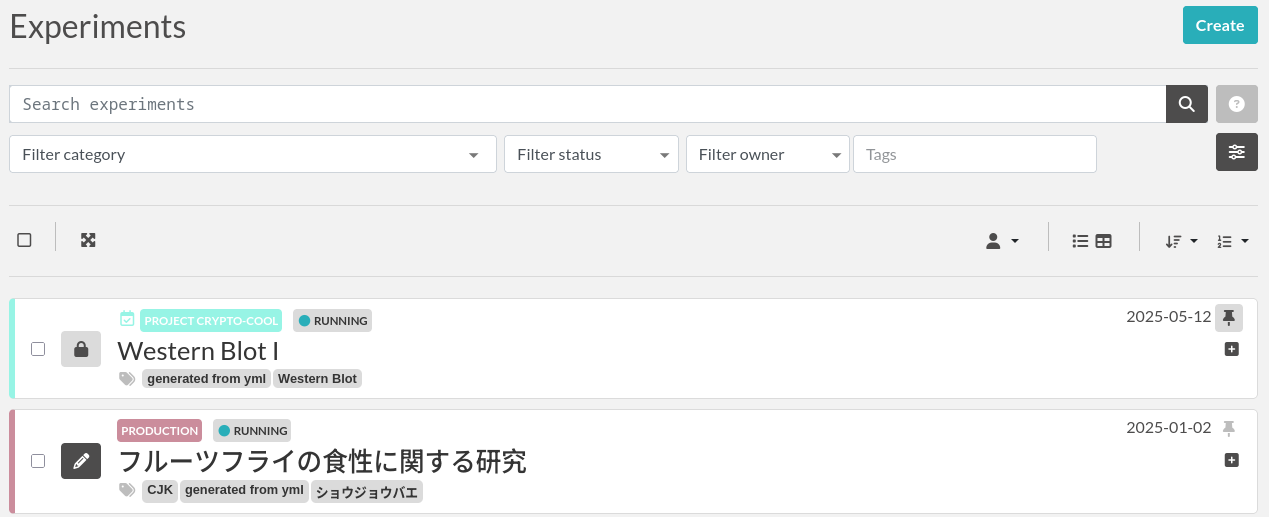 Experiments
Create
Search experiments
Filter category
Filter status
Filter owner
Tags
PROJECT CRYPTO-COOL
RUNNING
2025-05-12
Western Blot I
generated from yml
Western Blot
PRODUCTION
RUNNING
2025-01-02
フルーツフライの食性に関する研究
CJK
generated from yml
ショウジョウバエ